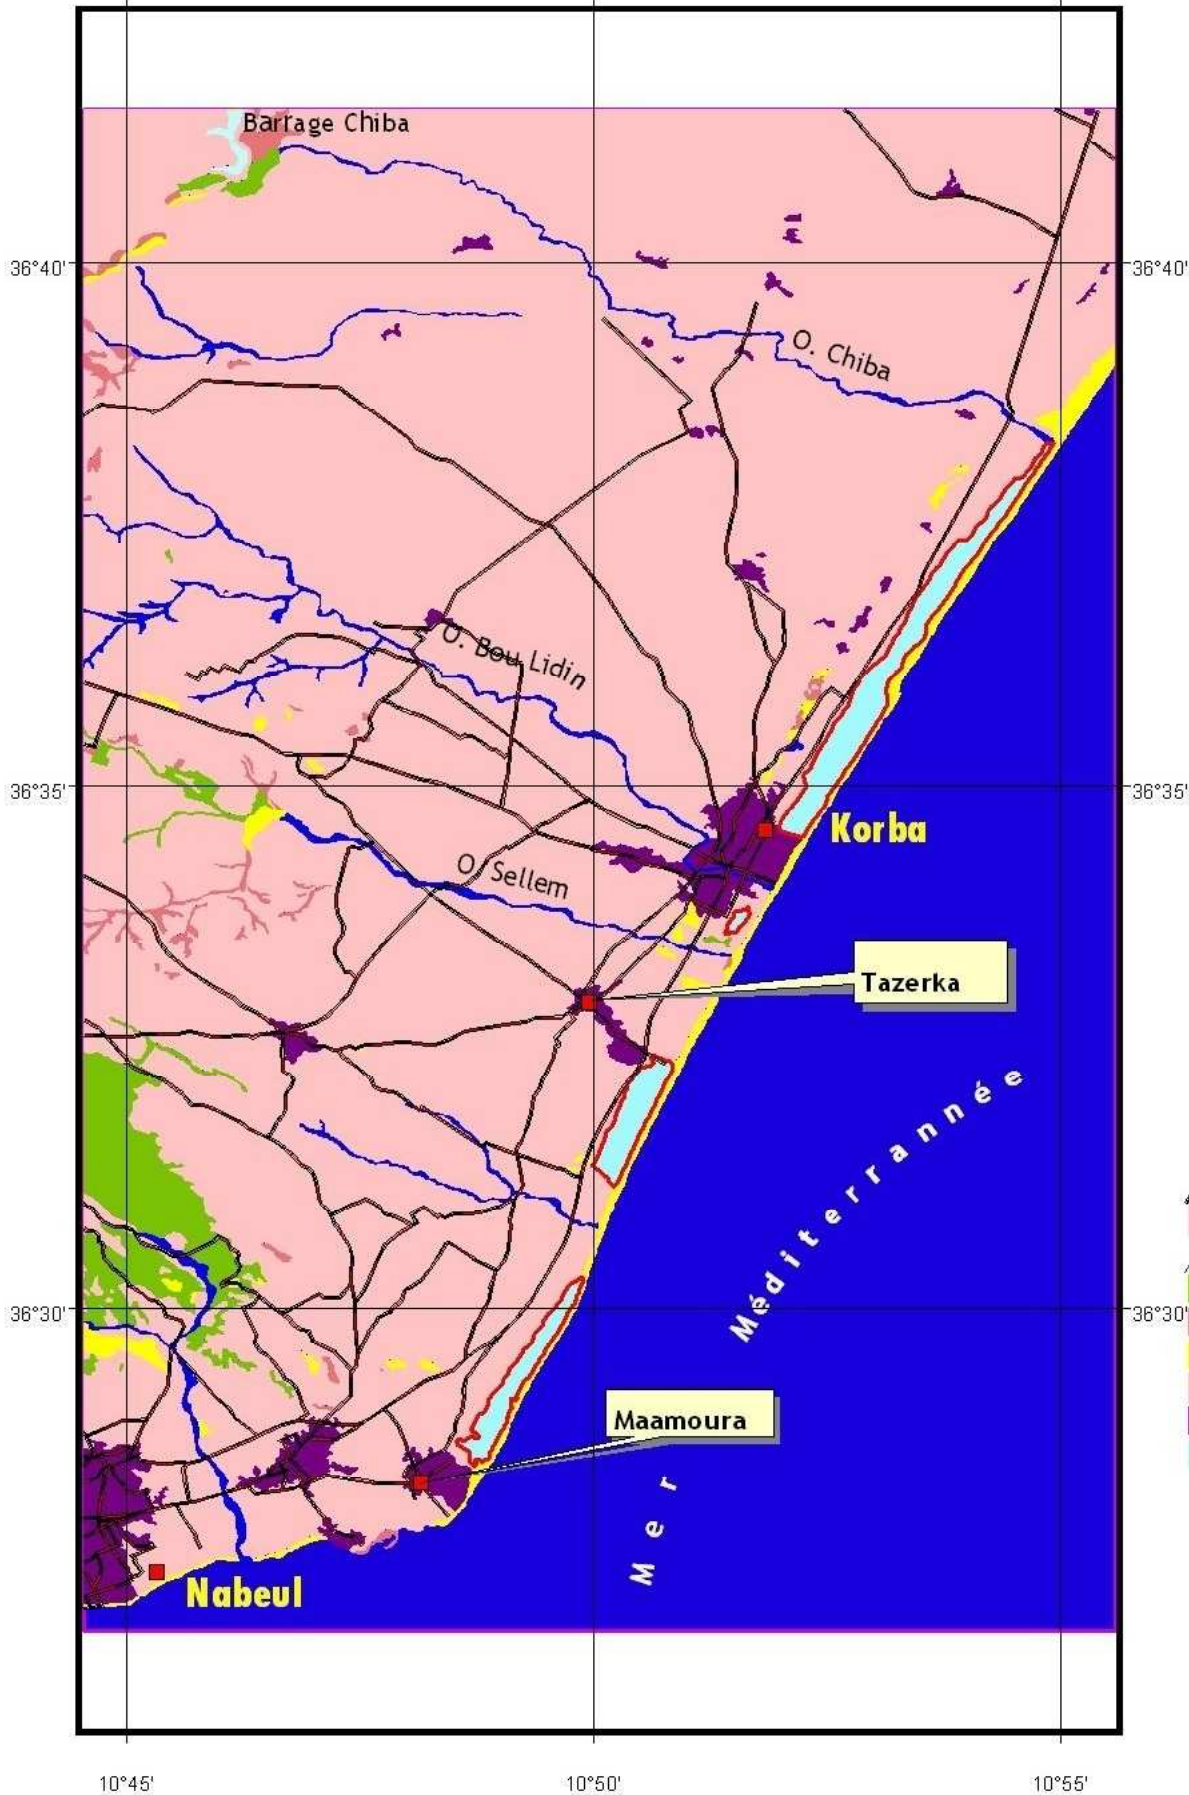 Barrage Chiba
36°40'
36°40'
O. Chiba
O. Bou Lidin
36°35'
36°35'
Korba
O. Sellem
Tazerka
Mer Méditerrannée
36°30'
36°30'
Maamoura
Nabeul
10°45'
10°50'
10°55'